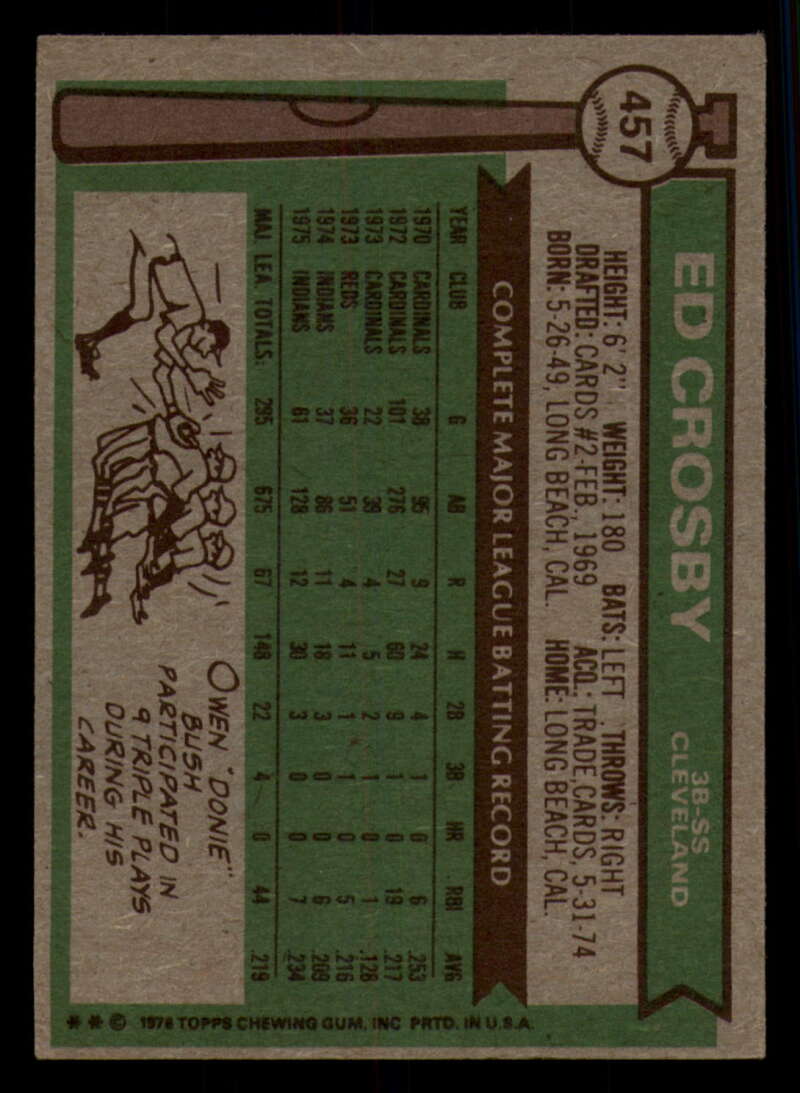 457
ED CROSBY
3B-SS
CLEVELAND
HEIGHT: 6' 2" WEIGHT: 180 BATS: LEFT THROWS: RIGHT
DRAFTED: CARDS #2-FEB., 1969 ACQ.: TRADE, CARDS, 5-31-74
BORN: 5-26-49, LONG BEACH, CAL. HOME: LONG BEACH, CAL.
COMPLETE MAJOR LEAGUE BATTING RECORD
YEAR CLUB G AB R H 2B 3B HR RBI AVG
1970 CARDINALS 38 95 9 24 4 1 0 6 .253
1972 CARDINALS 101 276 27 60 9 1 0 19 .217
1973 CARDINALS 22 39 4 5 2 1 0 1 .128
1973 REDS 36 51 4 11 1 1 0 5 .216
1974 INDIANS 37 86 11 18 3 0 0 6 .209
1975 INDIANS 61 128 12 30 3 0 0 7 .234
MAJ. LEA. TOTALS: 295 675 67 148 22 4 0 44 .219
OWEN "DONIE"
BUSH
PARTICIPATED IN
9 TRIPLE PLAYS
DURING HIS
CAREER.
* * © 1976 TOPPS CHEWING GUM, INC PRTD. IN U.S.A.